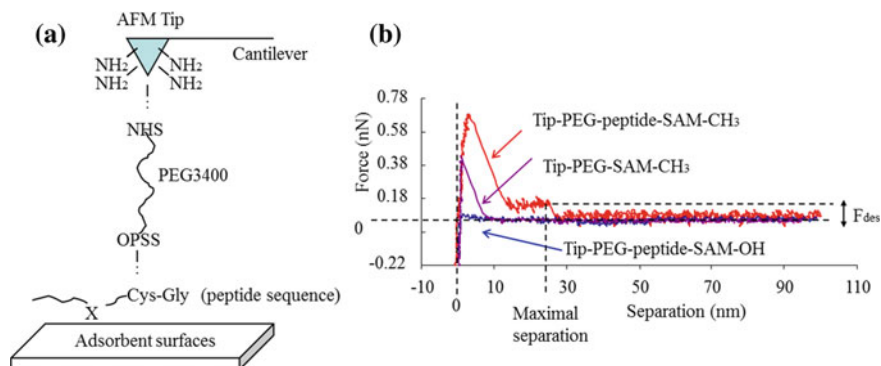 (a)
AFM Tip
Cantilever
NH₂ NH₂
NH₂ NH₂
NHS
PEG3400
OPSS
Cys-Gly (peptide sequence)
X
Adsorbent surfaces
(b)
Force (nN)
0.78
0.58
0.38
0.18
0
-0.22
Tip-PEG-peptide-SAM-CH₃
Tip-PEG-SAM-CH₃
Tip-PEG-peptide-SAM-OH
Fdes
-10 0 10 30 50 70 90 110
Maximal
separation
Separation (nm)